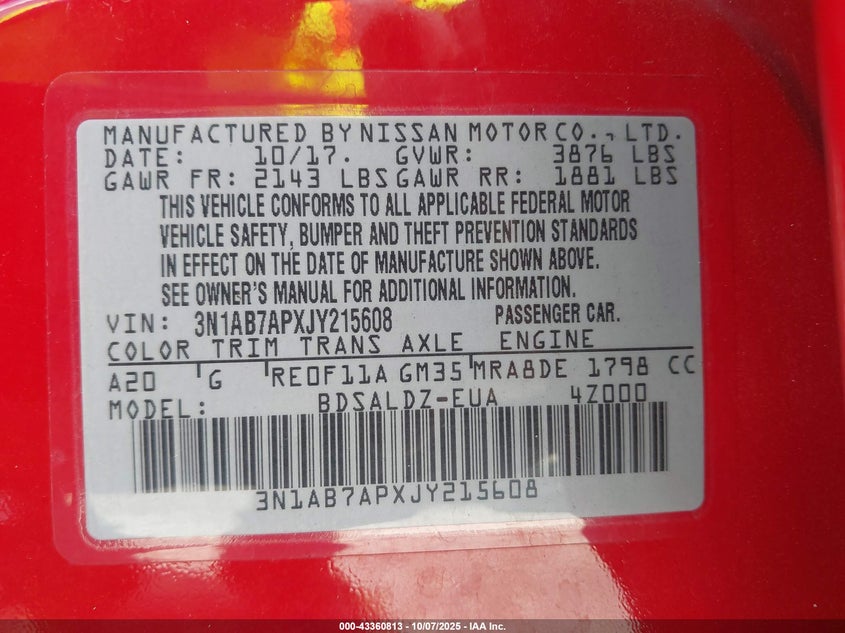 MANUFACTURED BY NISSAN MOTOR CO., LTD.
DATE: 10/17. GVWR: 3876 LBS
GAWR FR: 2143 LBS GAWR RR: 1881 LBS
THIS VEHICLE CONFORMS TO ALL APPLICABLE FEDERAL MOTOR
VEHICLE SAFETY, BUMPER AND THEFT PREVENTION STANDARDS
IN EFFECT ON THE DATE OF MANUFACTURE SHOWN ABOVE.
SEE OWNER'S MANUAL FOR ADDITIONAL INFORMATION.
VIN: 3N1AB7APXJY215608 PASSENGER CAR.
COLOR TRIM TRANS AXLE ENGINE
A20 G RE0F11A GM35 MRA8DE 1798 CC
MODEL: BDSALDZ-EUA 4Z000
3N1AB7APXJY215608
000-43360813 - 10/07/2025 - IAA Inc.